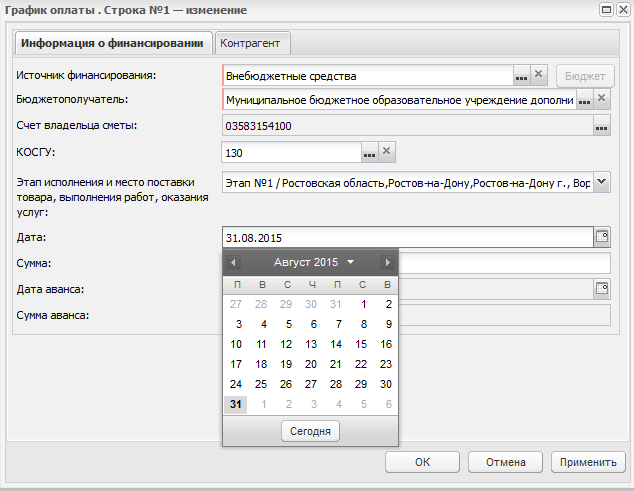 График оплаты . Строка №1 — изменение
Информация о финансировании Контрагент
Источник финансирования: Внебюджетные средства ... Бюджет
Бюджетополучатель: Муниципальное бюджетное образовательное учреждение дополни ...
Счет владельца сметы: 03583154100 ...
КОСГУ: 130 ...
Этап исполнения и место поставки Этап №1 / Ростовская область,Ростов-на-Дону,Ростов-на-Дону г., Вор
товара, выполнения работ, оказания
услуг:
Дата: 31.08.2015
Сумма:
Дата аванса:
Сумма аванса:
Август 2015
П В С Ч П С В
27 28 29 30 31 1 2
3 4 5 6 7 8 9
10 11 12 13 14 15 16
17 18 19 20 21 22 23
24 25 26 27 28 29 30
31 1 2 3 4 5 6
Сегодня
ОК Отмена Применить